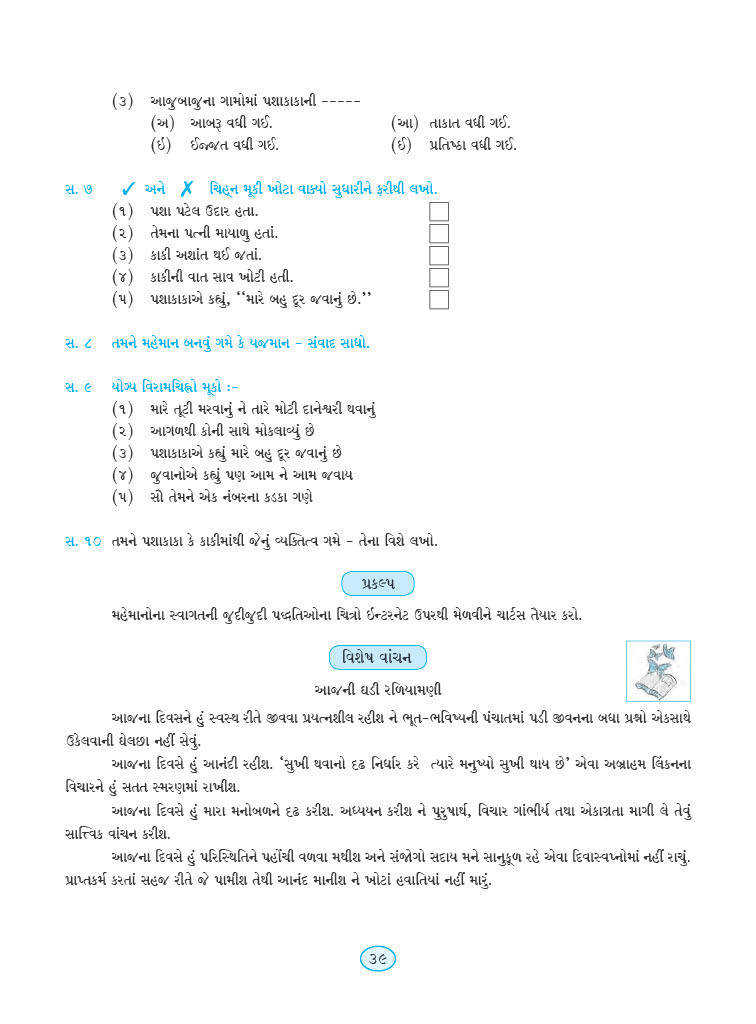 (૩) આજુબાજુના ગામોમાં પશાકાકાની -----
(અ) આબરૂ વધી ગઈ. (આ) તાકાત વધી ગઈ.
(ઇ) ઈજ્જત વધી ગઈ. (ઈ) પ્રતિષ્ઠા વધી ગઈ.
સ. ૭ ✓ અને ✗ ચિહ્ન મૂકી ખોટા વાક્યો સુધારીને ફરીથી લખો.
(૧) પશા પટેલ ઉદાર હતા.
(૨) તેમના પત્ની માયાળુ હતાં.
(૩) કાકી અશાંત થઈ જતાં.
(૪) કાકીની વાત સાવ ખોટી હતી.
(૫) પશાકાકાએ કહ્યું, ‘‘મારે બહુ દૂર જવાનું છે.’’
સ. ૮ તમને મહેમાન બનવું ગમે કે યજમાન - સંવાદ સાધો.
સ. ૯ યોગ્ય વિરામચિહ્નો મૂકો :-
(૧) મારે તૂટી મરવાનું ને તારે મોટી દાનેશ્વરી થવાનું
(૨) આગળથી કોની સાથે મોકલાવ્યું છે
(૩) પશાકાકાએ કહ્યું મારે બહુ દૂર જવાનું છે
(૪) જુવાનોએ કહ્યું પણ આમ ને આમ જવાય
(૫) સૌ તેમને એક નંબરના કડકા ગણે
સ. ૧૦ તમને પશાકાકા કે કાકીમાંથી જેનું વ્યક્તિત્વ ગમે - તેના વિશે લખો.
પ્રકલ્પ
મહેમાનોના સ્વાગતની જુદીજુદી પદ્ધતિઓના ચિત્રો ઈન્ટરનેટ ઉપરથી મેળવીને ચાર્ટસ તૈયાર કરો.
વિશેષ વાંચન
આજની ઘડી રળિયામણી
આજના દિવસને હું સ્વસ્થ રીતે જીવવા પ્રયત્નશીલ રહીશ ને ભૂત-ભવિષ્યની પંચાતમાં પડી જીવનના બધા પ્રશ્નો એકસાથે
ઉકેલવાની ઘેલછા નહીં સેવું.
આજના દિવસે હું આનંદી રહીશ. ‘સુખી થવાનો દૃઢ નિર્ધાર કરે ત્યારે મનુષ્યો સુખી થાય છે’ એવા અબ્રાહમ લિંકનના
વિચારને હું સતત સ્મરણમાં રાખીશ.
આજના દિવસે હું મારા મનોબળને દૃઢ કરીશ. અધ્યયન કરીશ ને પુરુષાર્થ, વિચાર ગાંભીર્ય તથા એકાગ્રતા માગી લે તેવું
સાત્ત્વિક વાંચન કરીશ.
આજના દિવસે હું પરિસ્થિતિને પહોંચી વળવા મથીશ અને સંજોગો સદાય મને સાનુકૂળ રહે એવા દિવાસ્વપ્નોમાં નહીં રાચું.
પ્રાપ્તકર્મ કરતાં સહજ રીતે જે પામીશ તેથી આનંદ માનીશ ને ખોટાં હવાતિયાં નહીં મારું.
૩૯